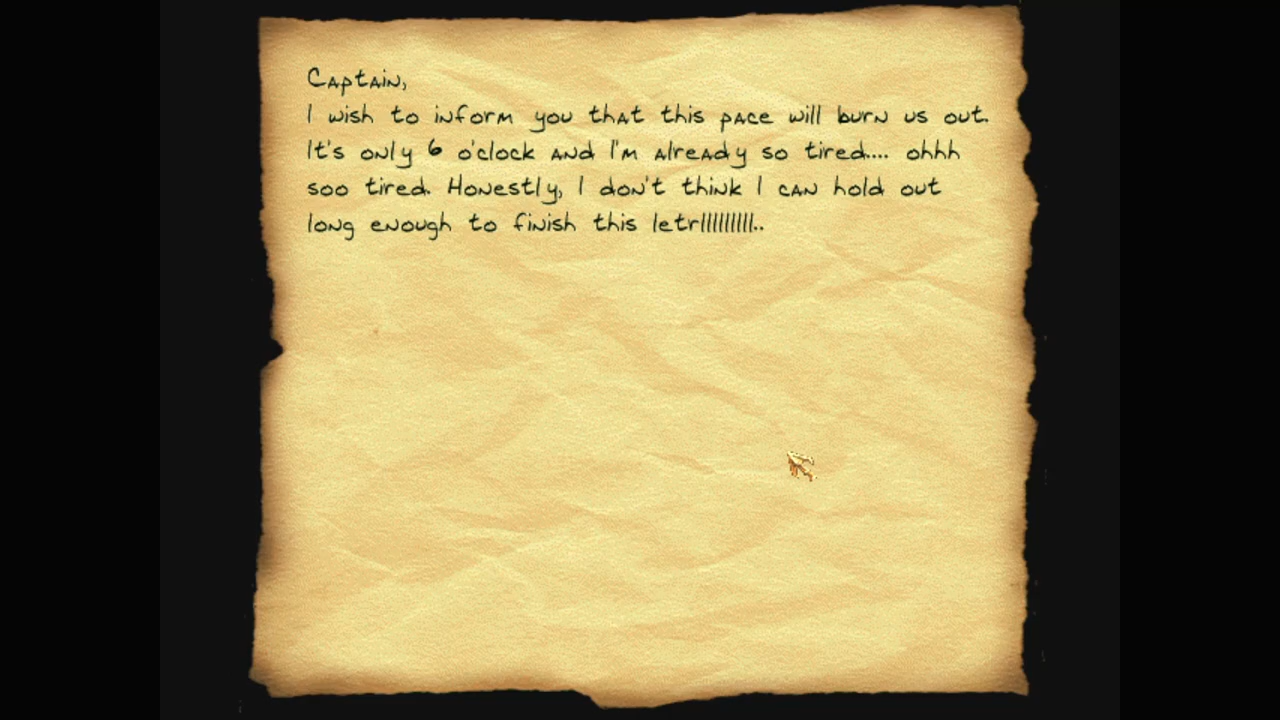 Captain,
I wish to inform you that this pace will burn us out.
It's only 6 o'clock and I'm already so tired.... ohhh
soo tired. Honestly, I don't think I can hold out
long enough to finish this letrlllllllll..